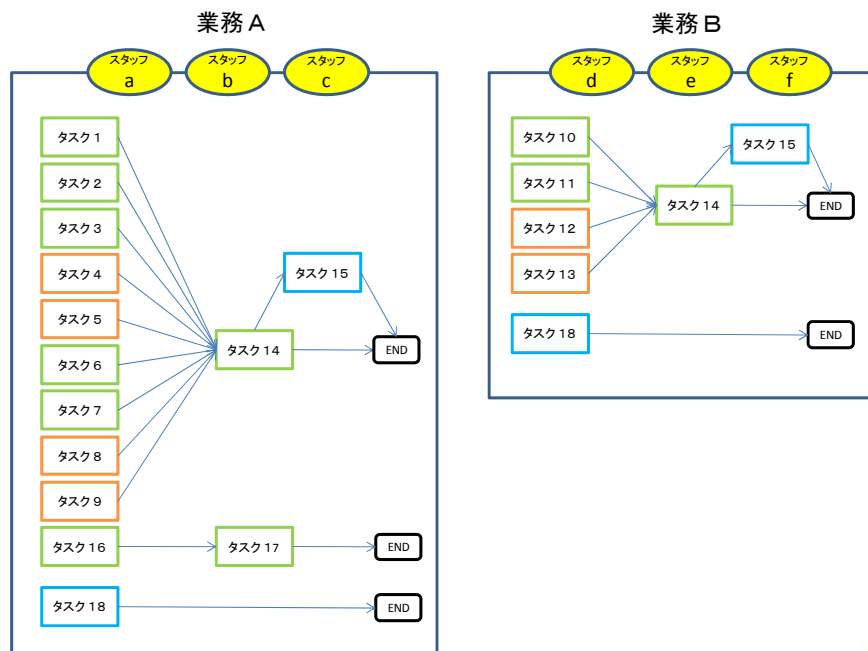 業務A
スタッフ
a
スタッフ
b
スタッフ
c
タスク1
タスク2
タスク3
タスク4
タスク5
タスク6
タスク7
タスク8
タスク9
タスク14
タスク15
END
タスク16
タスク17
END
タスク18
END
業務B
スタッフ
d
スタッフ
e
スタッフ
f
タスク10
タスク11
タスク12
タスク13
タスク14
タスク15
END
タスク18
END